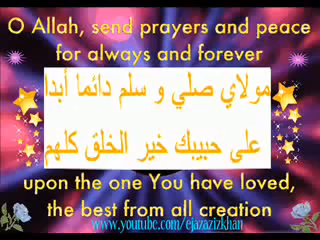 O Allah, send prayers and peace
for always and forever
مولاي صلي و سلم دائما أبدا
على حبيبك خير الخلق كلهم
upon the one You have loved,
the best from all creation
www.youtube.com/ejazazizkhan